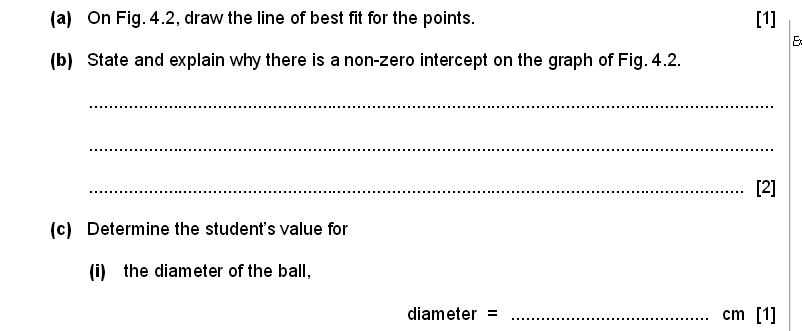 (a) On Fig. 4.2, draw the line of best fit for the points. [1]
(b) State and explain why there is a non-zero intercept on the graph of Fig. 4.2.
..........................................................................................................................................
..........................................................................................................................................
.................................................................................................................................... [2]
(c) Determine the student's value for
(i) the diameter of the ball,
diameter = ........................................ cm [1]